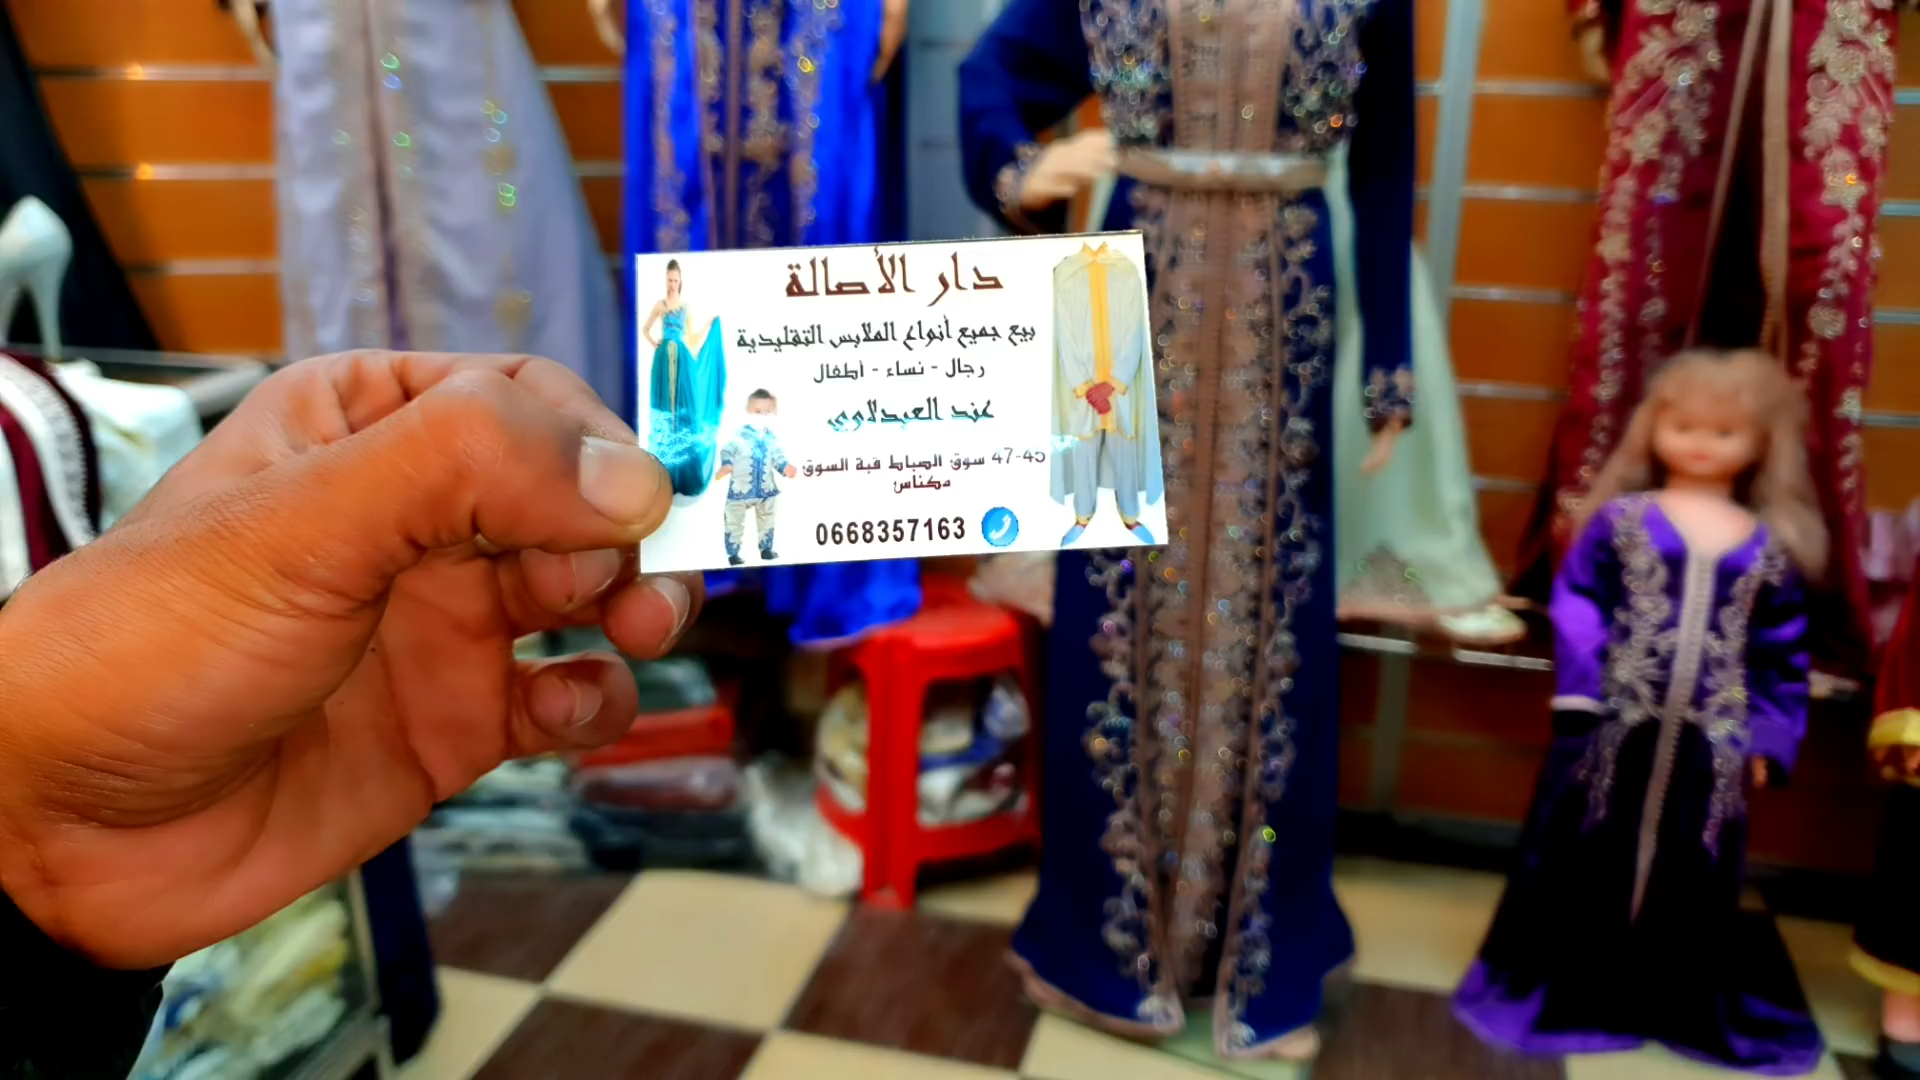 دار الأصالة
بيع جميع أنواع الملابس التقليدية
رجال - نساء - أطفال
عند العبدلاوي
47-45 سوق الصباط قبة السوق
مكناس
0668357163